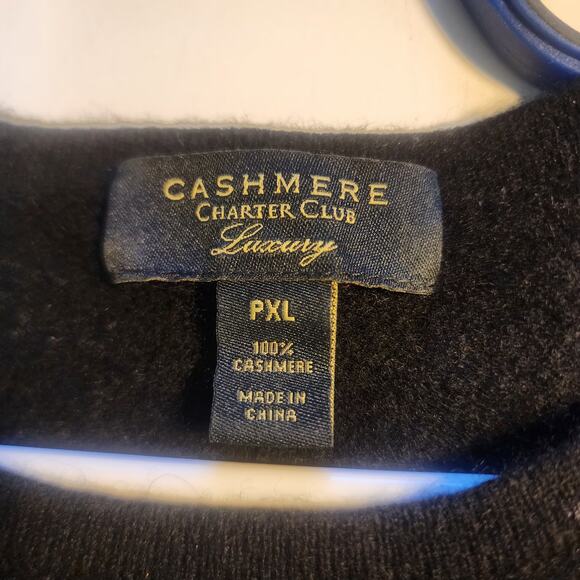 CASHMERE
CHARTER CLUB
Luxury
PXL
100%
CASHMERE
MADE IN
CHINA